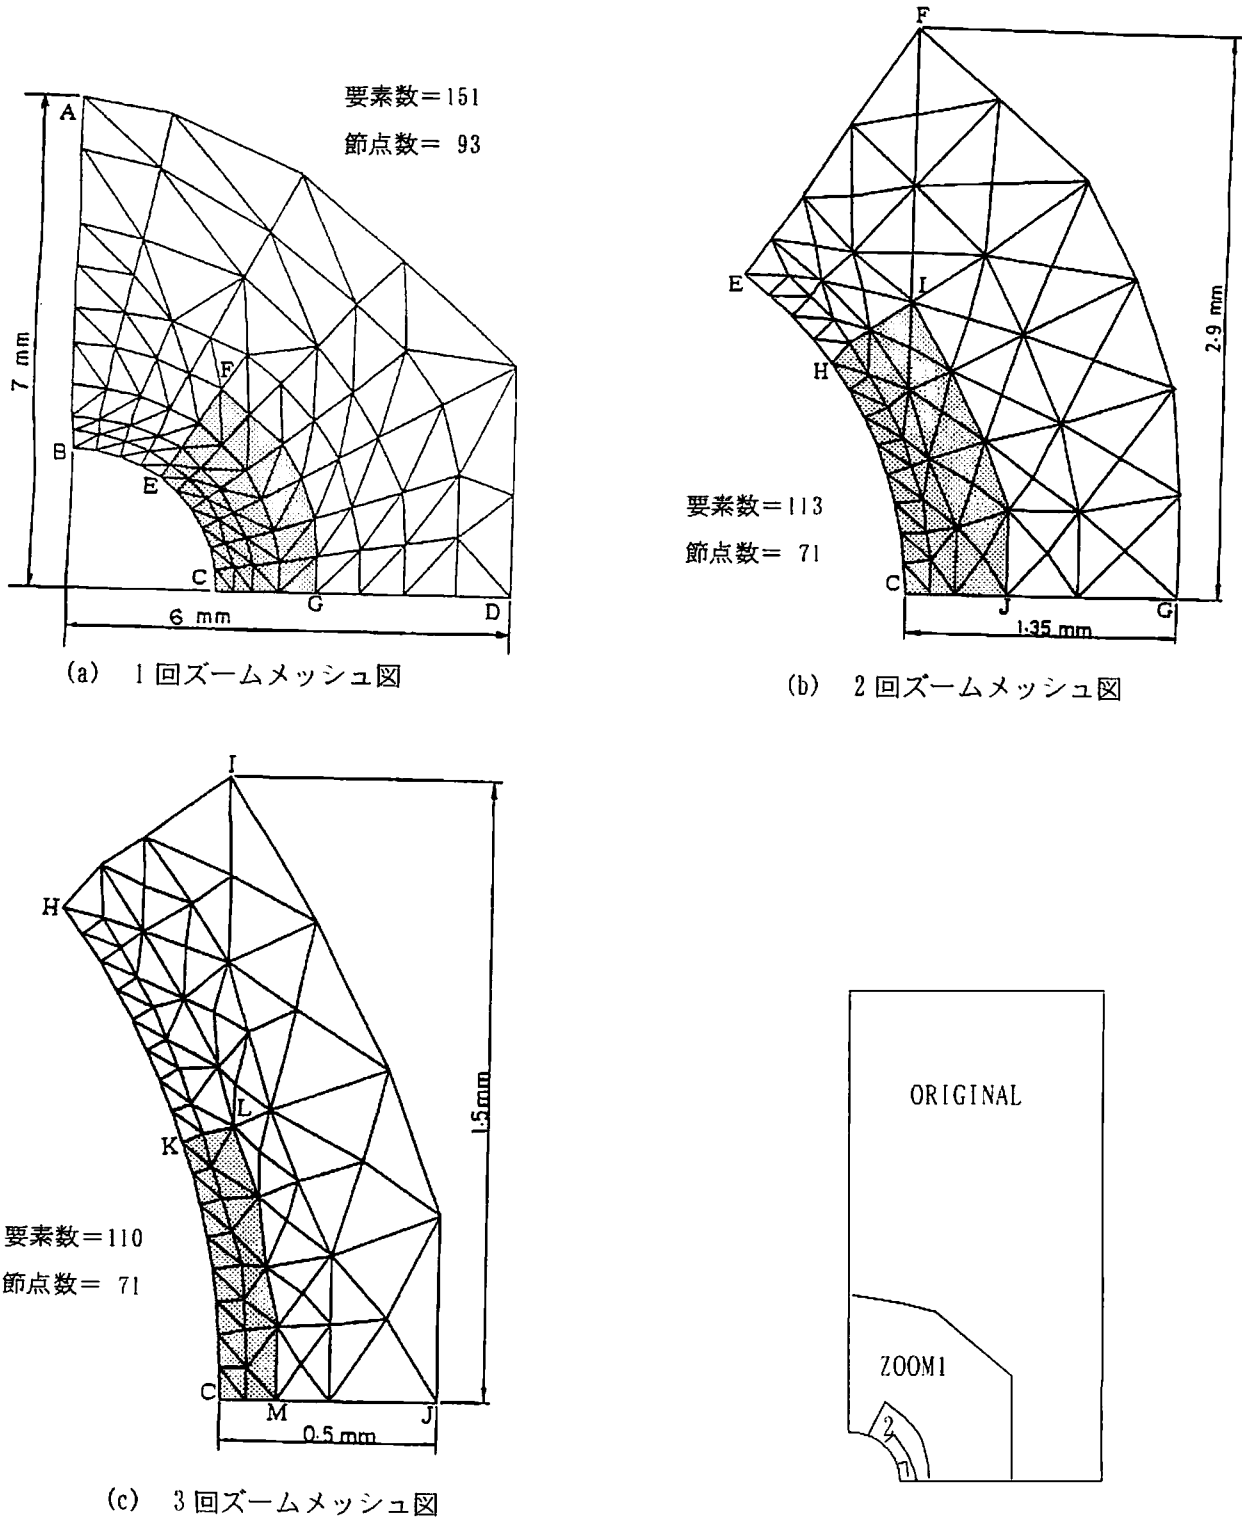 要素数=151
節点数= 93
A
7 mm
F
B
E
C
G
D
6 mm
(a) 1回ズームメッシュ図
F
E
I
2.9 mm
H
要素数=113
節点数= 71
C
J
G
1.35 mm
(b) 2回ズームメッシュ図
I
H
1.5mm
L
K
要素数=110
節点数= 71
C
M
J
0.5 mm
(c) 3回ズームメッシュ図
ORIGINAL
ZOOM1
2